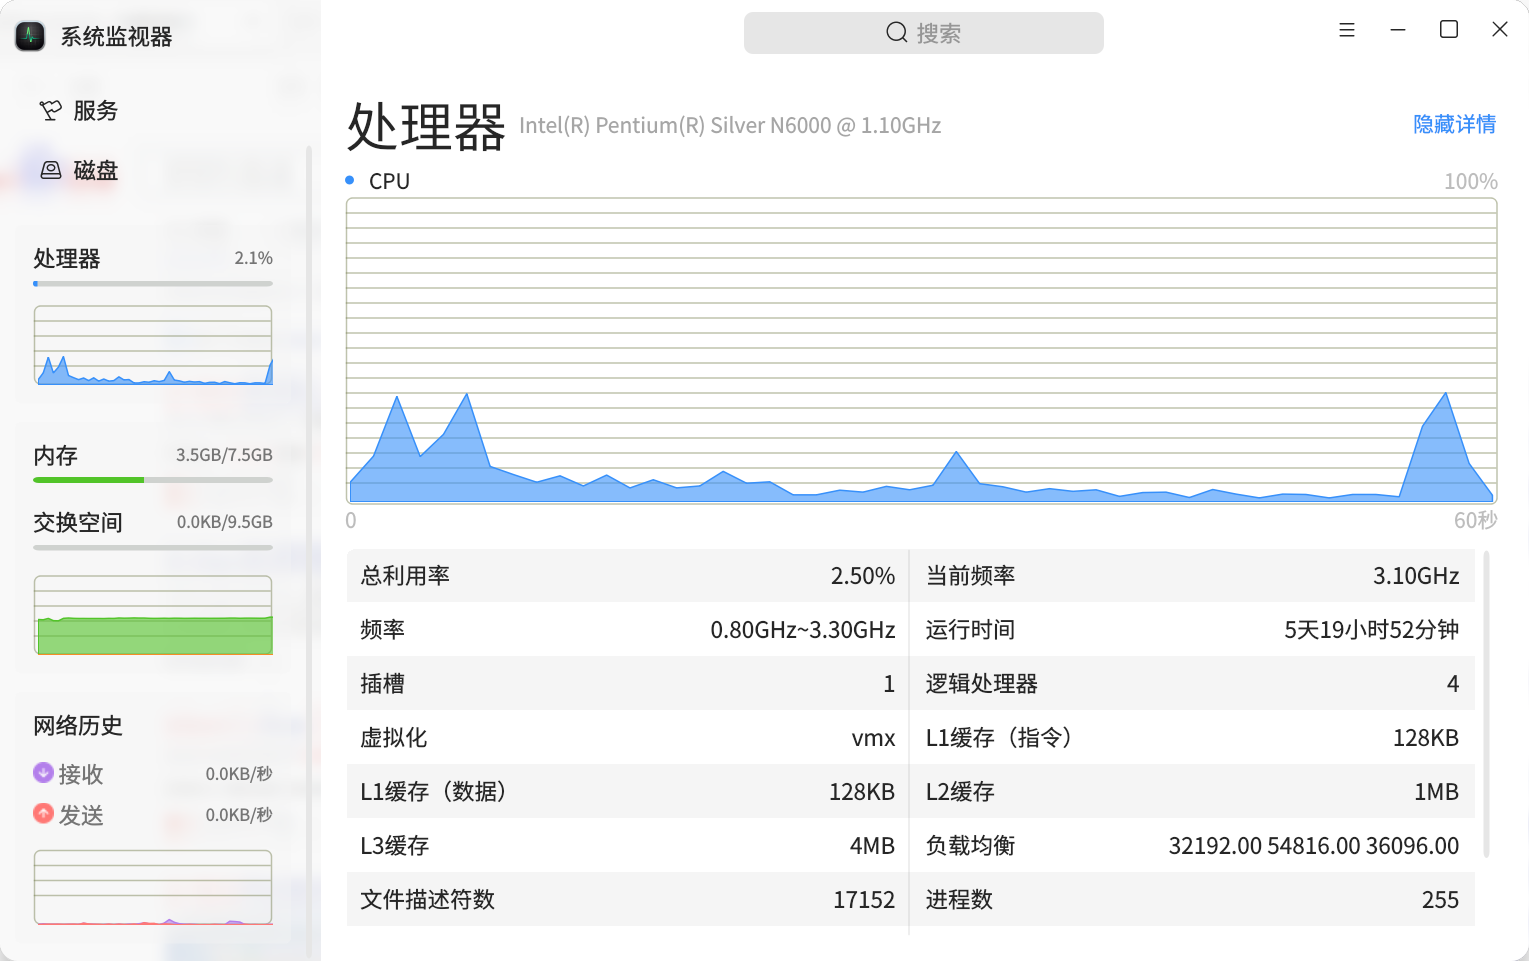 系统监视器
搜索
服务
磁盘
处理器 2.1%
内存 3.5GB/7.5GB
交换空间 0.0KB/9.5GB
网络历史
接收 0.0KB/秒
发送 0.0KB/秒
处理器 Intel(R) Pentium(R) Silver N6000 @ 1.10GHz 隐藏详情
CPU 100%
0 60秒
总利用率 2.50% 当前频率 3.10GHz
频率 0.80GHz~3.30GHz 运行时间 5天19小时52分钟
插槽 1 逻辑处理器 4
虚拟化 vmx L1缓存（指令） 128KB
L1缓存（数据） 128KB L2缓存 1MB
L3缓存 4MB 负载均衡 32192.00 54816.00 36096.00
文件描述符数 17152 进程数 255